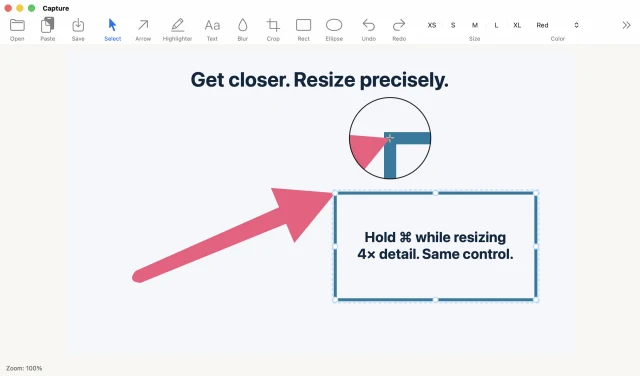 Capture
Open Paste Save Select Arrow Highlighter Text Blur Crop Rect Ellipse Undo Redo
Aa
XS S M L XL Red
Size Color
Get closer. Resize precisely.
Hold ⌘ while resizing
4× detail. Same control.
Zoom: 100%